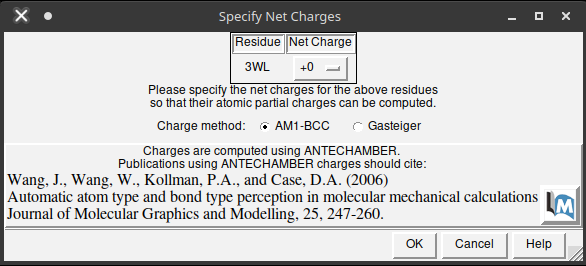 Specify Net Charges
Residue Net Charge
3WL +0
Please specify the net charges for the above residues
so that their atomic partial charges can be computed.
Charge method: AM1-BCC Gasteiger
Charges are computed using ANTECHAMBER.
Publications using ANTECHAMBER charges should cite:
Wang, J., Wang, W., Kollman, P.A., and Case, D.A. (2006)
Automatic atom type and bond type perception in molecular mechanical calculations
Journal of Molecular Graphics and Modelling, 25, 247-260.
M
OK Cancel Help